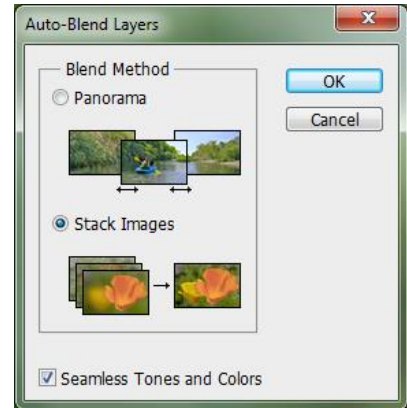 Auto-Blend Layers
Blend Method
Panorama
OK
Cancel
Stack Images
Seamless Tones and Colors